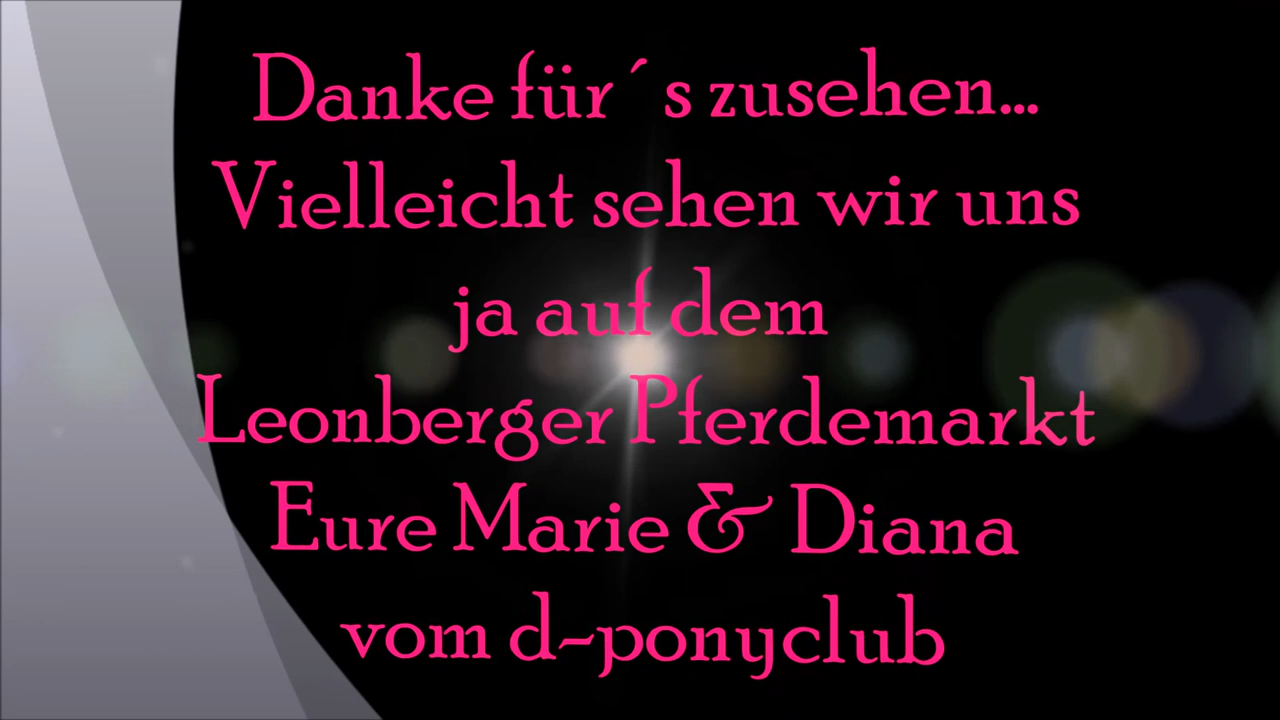 Danke für´s zusehen...
Vielleicht sehen wir uns
ja auf dem
Leonberger Pferdemarkt
Eure Marie & Diana
vom d-ponyclub